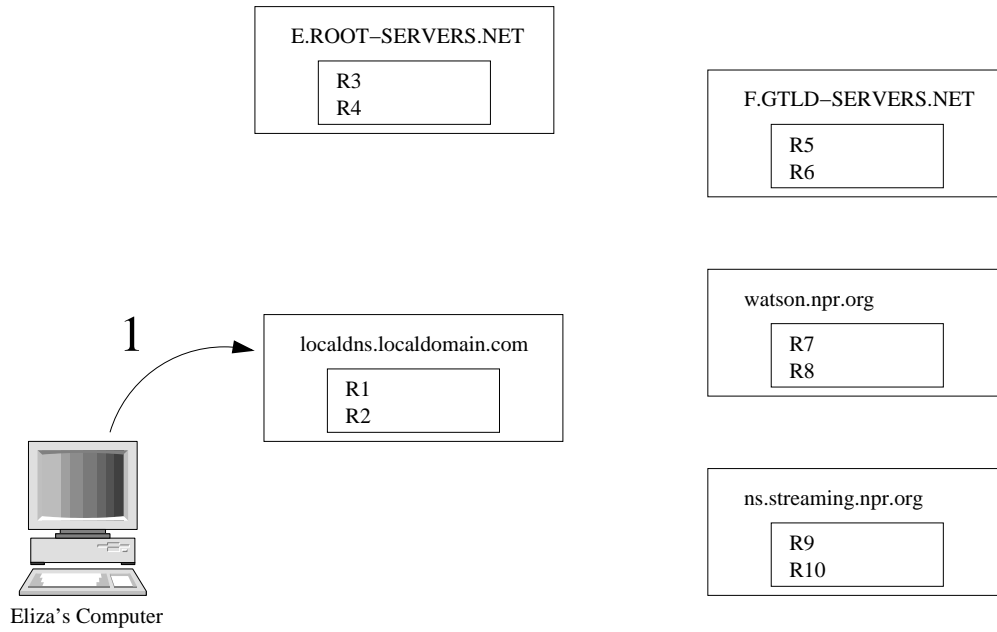 E.ROOT–SERVERS.NET
R3
R4
F.GTLD–SERVERS.NET
R5
R6
watson.npr.org
R7
R8
1
localdns.localdomain.com
R1
R2
ns.streaming.npr.org
R9
R10
Eliza's Computer